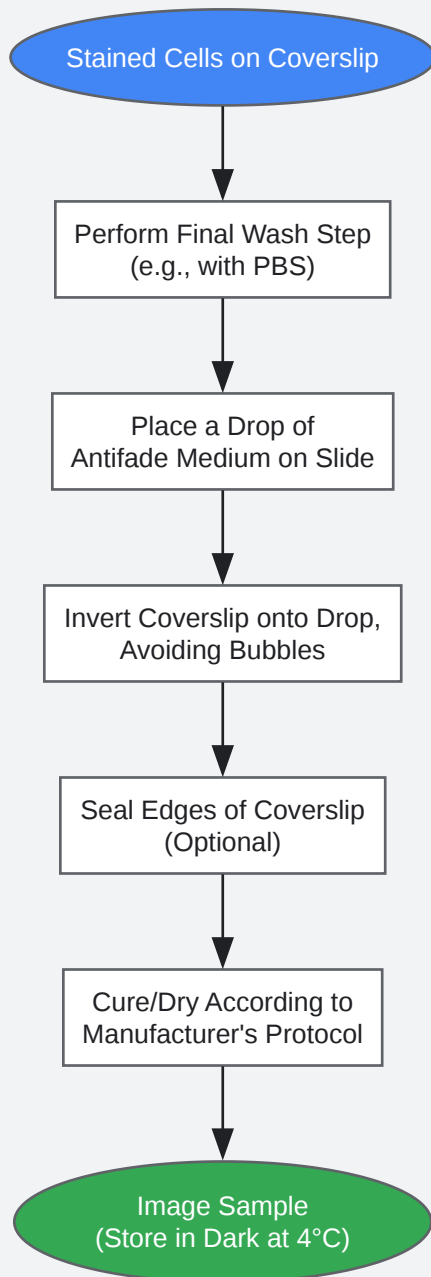 Stained Cells on Coverslip
Perform Final Wash Step
(e.g., with PBS)
Place a Drop of
Antifade Medium on Slide
Invert Coverslip onto Drop,
Avoiding Bubbles
Seal Edges of Coverslip
(Optional)
Cure/Dry According to
Manufacturer's Protocol
Image Sample
(Store in Dark at 4°C)